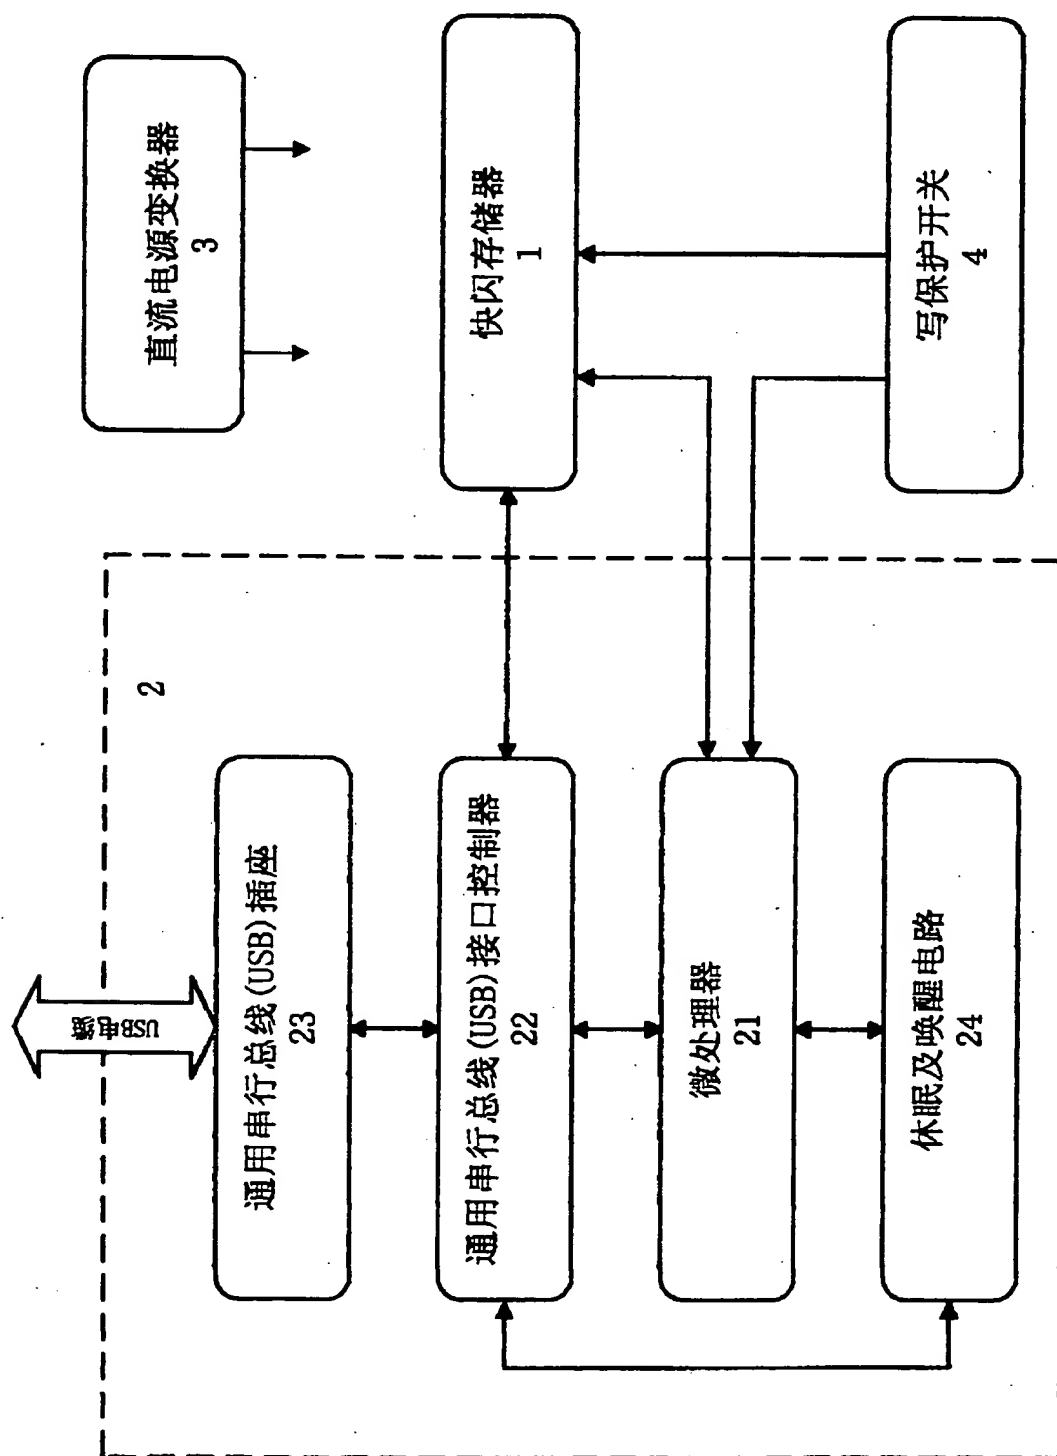 USB电缆
2
通用串行总线(USB)插座
23
通用串行总线(USB)接口控制器
22
微处理器
21
休眠及唤醒电路
24
直流电源变换器
3
快闪存储器
1
写保护开关
4